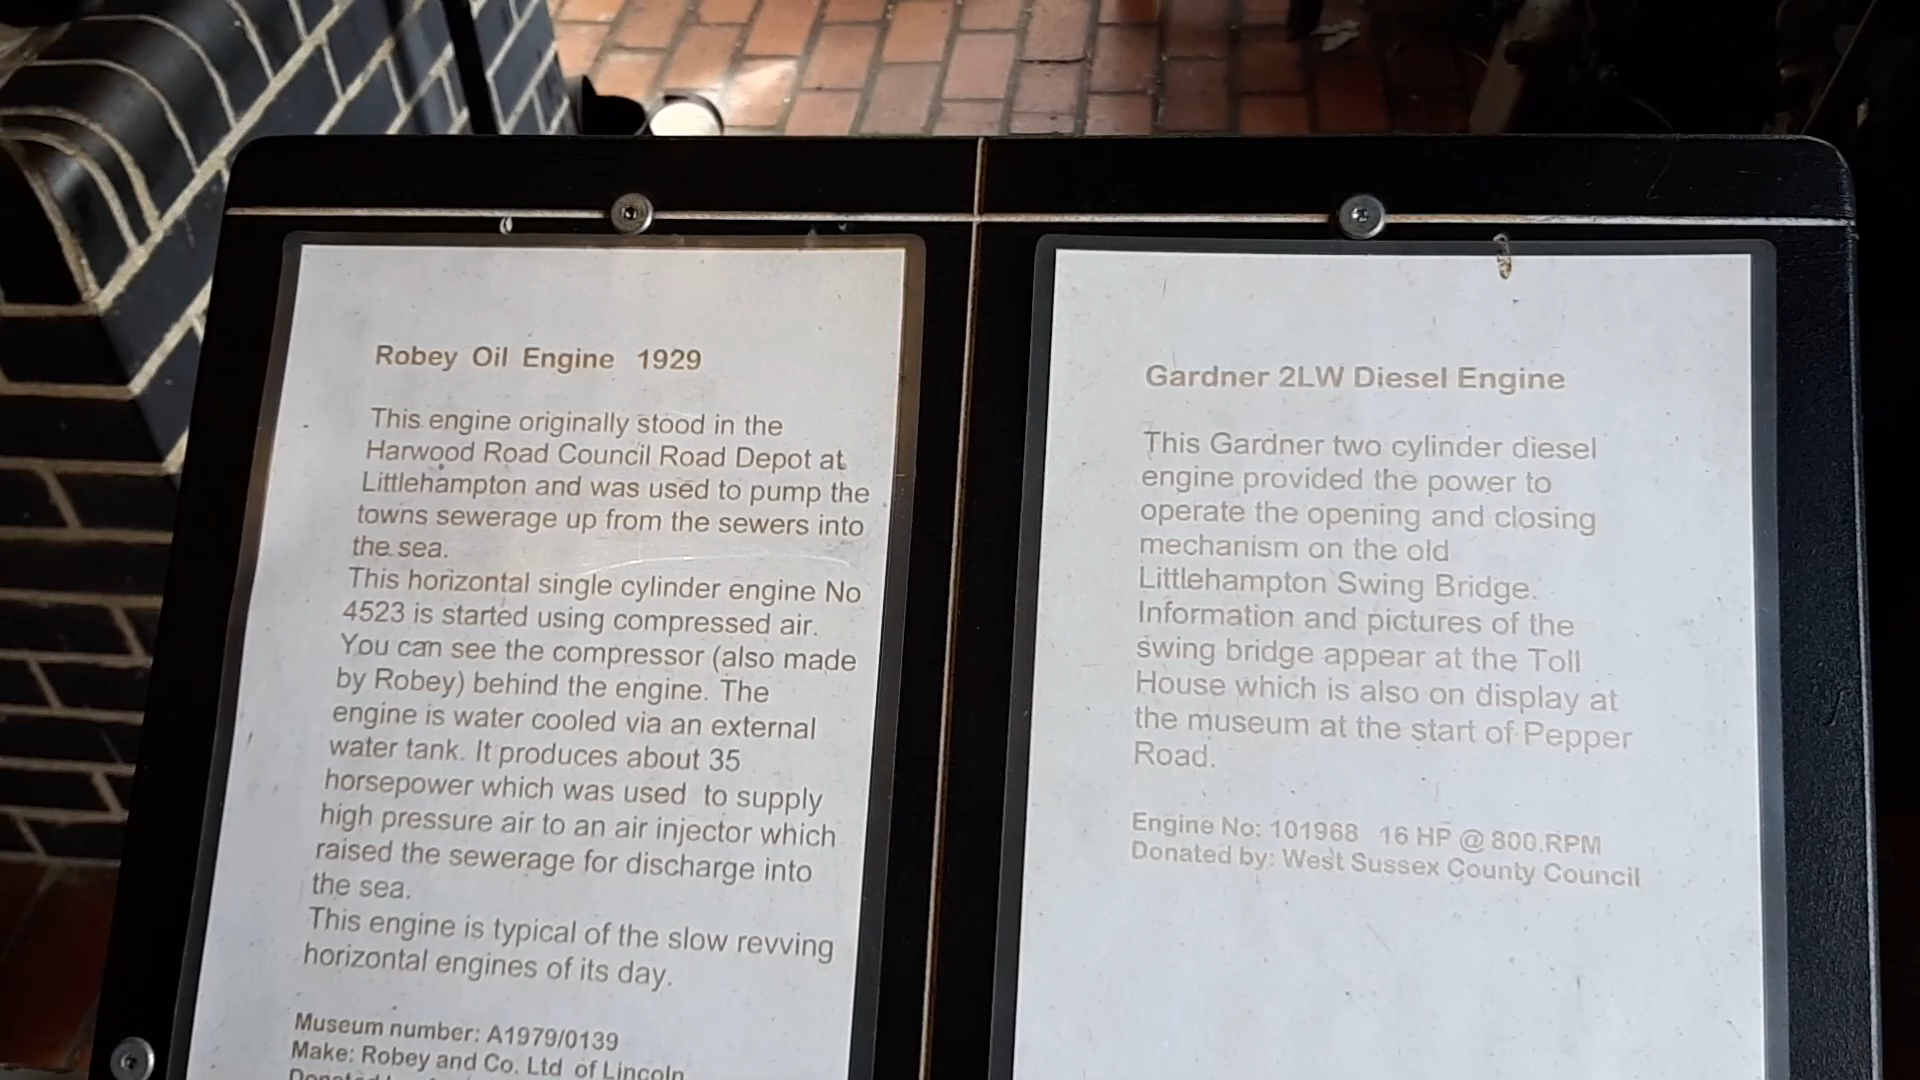 Robey Oil Engine 1929
This engine originally stood in the
Harwood Road Council Road Depot at
Littlehampton and was used to pump the
towns sewerage up from the sewers into
the sea.
This horizontal single cylinder engine No
4523 is started using compressed air.
You can see the compressor (also made
by Robey) behind the engine. The
engine is water cooled via an external
water tank. It produces about 35
horsepower which was used to supply
high pressure air to an air injector which
raised the sewerage for discharge into
the sea.
This engine is typical of the slow revving
horizontal engines of its day.
Museum number: A1979/0139
Make: Robey and Co. Ltd of Lincoln
Gardner 2LW Diesel Engine
This Gardner two cylinder diesel
engine provided the power to
operate the opening and closing
mechanism on the old
Littlehampton Swing Bridge.
Information and pictures of the
swing bridge appear at the Toll
House which is also on display at
the museum at the start of Pepper
Road.
Engine No: 101968 16 HP @ 800 RPM
Donated by: West Sussex County Council